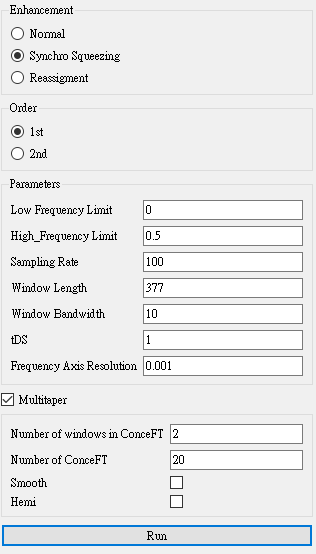 Enhancement
Normal
Synchro Squeezing
Reassigment
Order
1st
2nd
Parameters
Low Frequency Limit 0
High_Frequency Limit 0.5
Sampling Rate 100
Window Length 377
Window Bandwidth 10
tDS 1
Frequency Axis Resolution 0.001
Multitaper
Number of windows in ConceFT 2
Number of ConceFT 20
Smooth
Hemi
Run